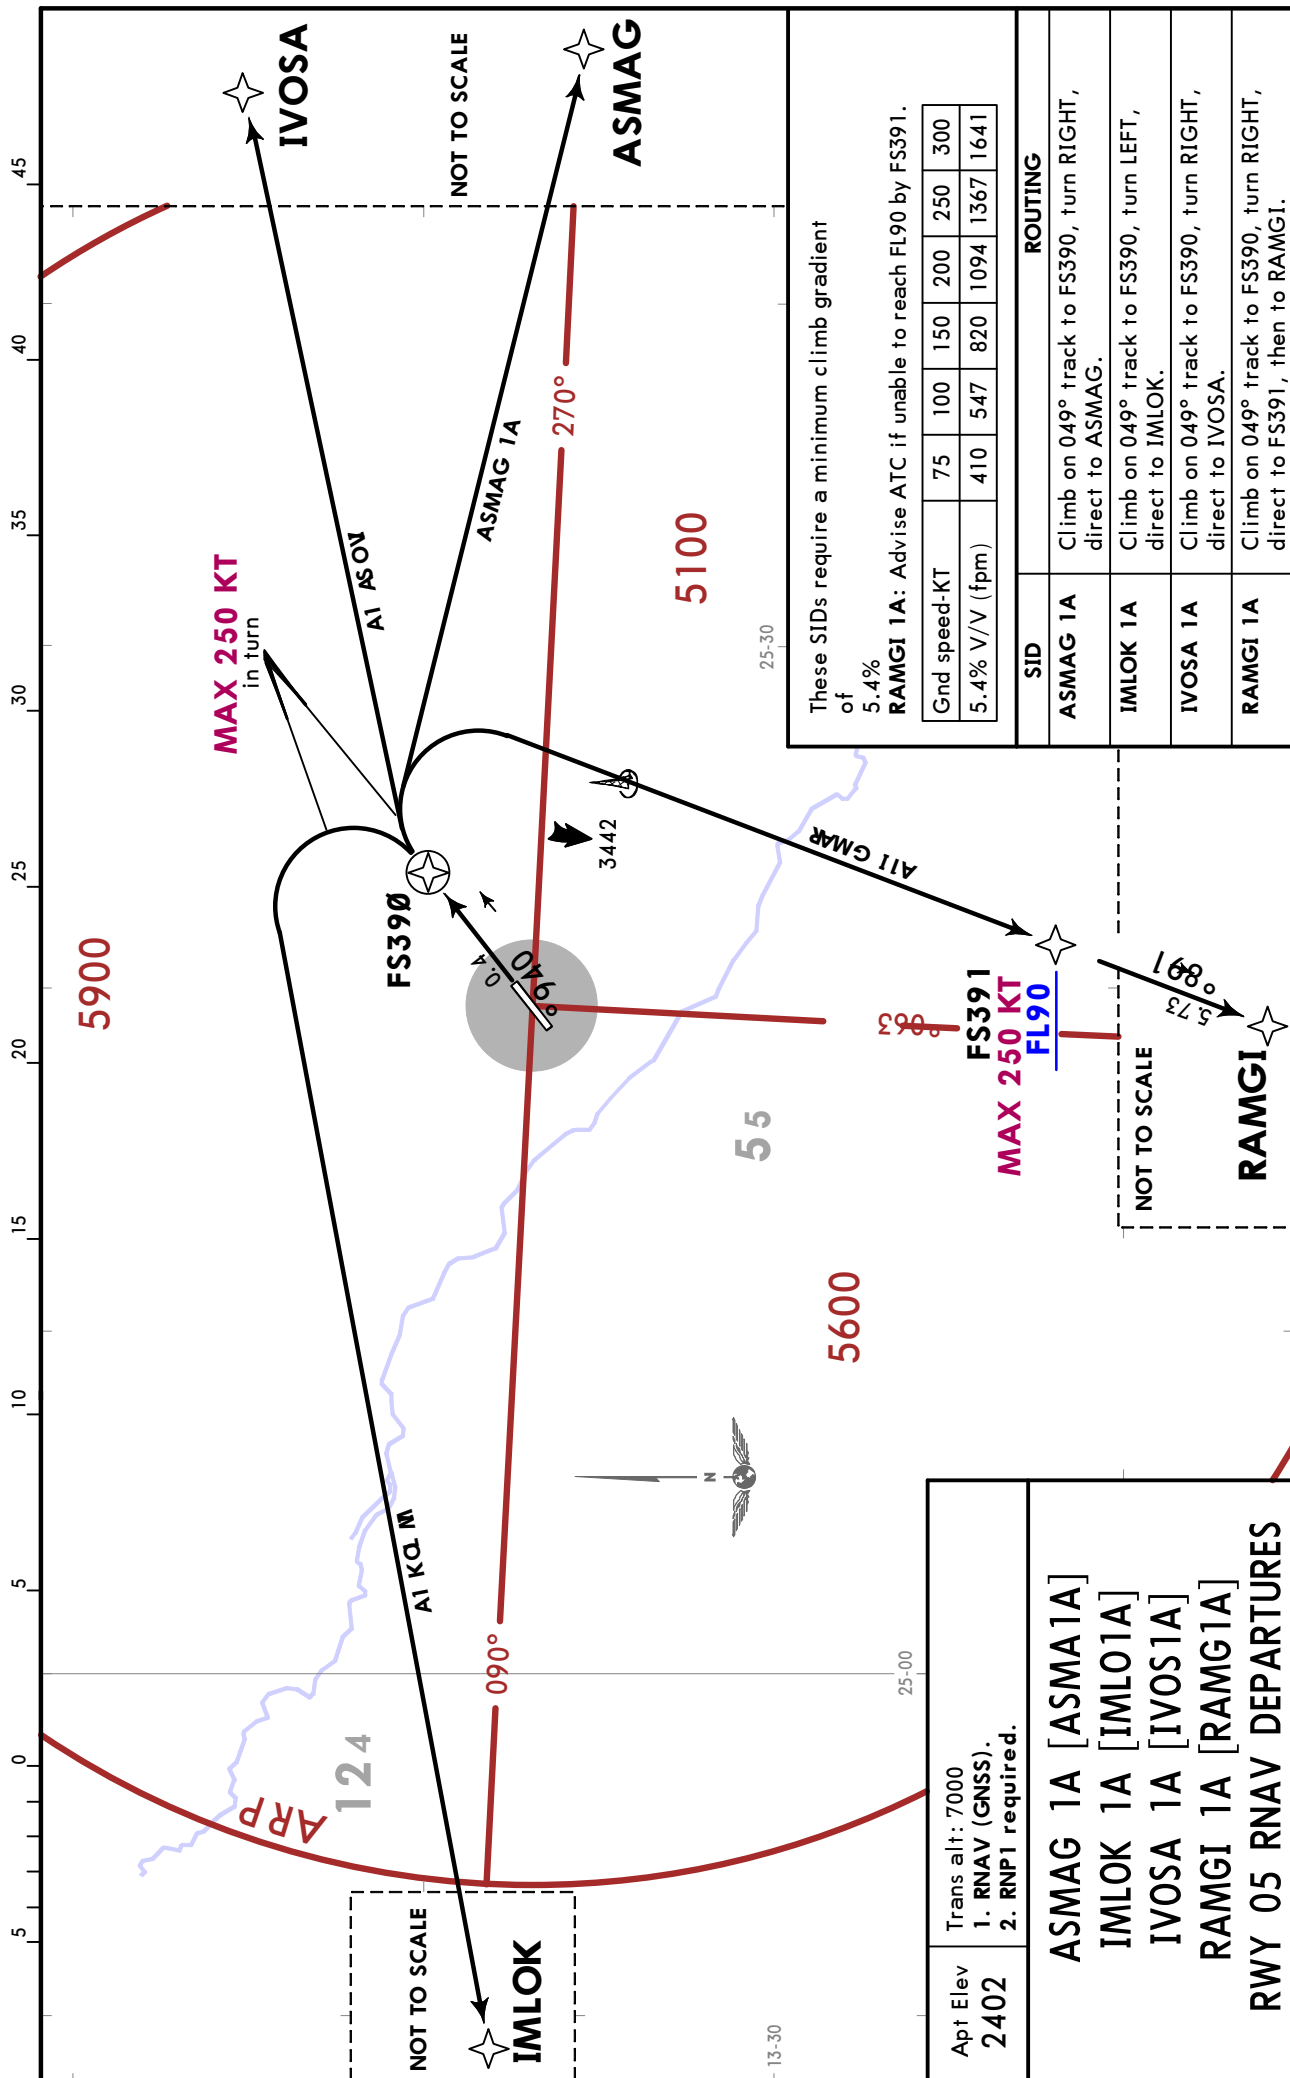 Apt Elev
2402
Trans alt: 7000
1. RNAV (GNSS).
2. RNP1 required.
ASMAG 1A [ASMA1A]
IMLOK 1A [IMLO1A]
IVOSA 1A [IVOS1A]
RAMGI 1A [RAMG1A]
RWY 05 RNAV DEPARTURES
5
0
5
10
15
20
25
30
35
40
45
5900
ARP
124
NOT TO SCALE
IMLOK
13-30
25-00
090°
N
5600
55
FS390
0.4
3442
MAX 250 KT
in turn
ASMAG 1A
270°
5100
25-30
NOT TO SCALE
IVOSA
ASMAG
FS391
MAX 250 KT
FL90
5.73
NOT TO SCALE
RAMGI
These SIDs require a minimum climb gradient
of
5.4%
RAMGI 1A: Advise ATC if unable to reach FL90 by FS391.
Gnd speed-KT 75 100 150 200 250 300
5.4% V/V (fpm) 410 547 820 1094 1367 1641
SID ROUTING
ASMAG 1A Climb on 049° track to FS390, turn RIGHT,
direct to ASMAG.
IMLOK 1A Climb on 049° track to FS390, turn LEFT,
direct to IMLOK.
IVOSA 1A Climb on 049° track to FS390, turn RIGHT,
direct to IVOSA.
RAMGI 1A Climb on 049° track to FS390, turn RIGHT,
direct to FS391, then to RAMGI.